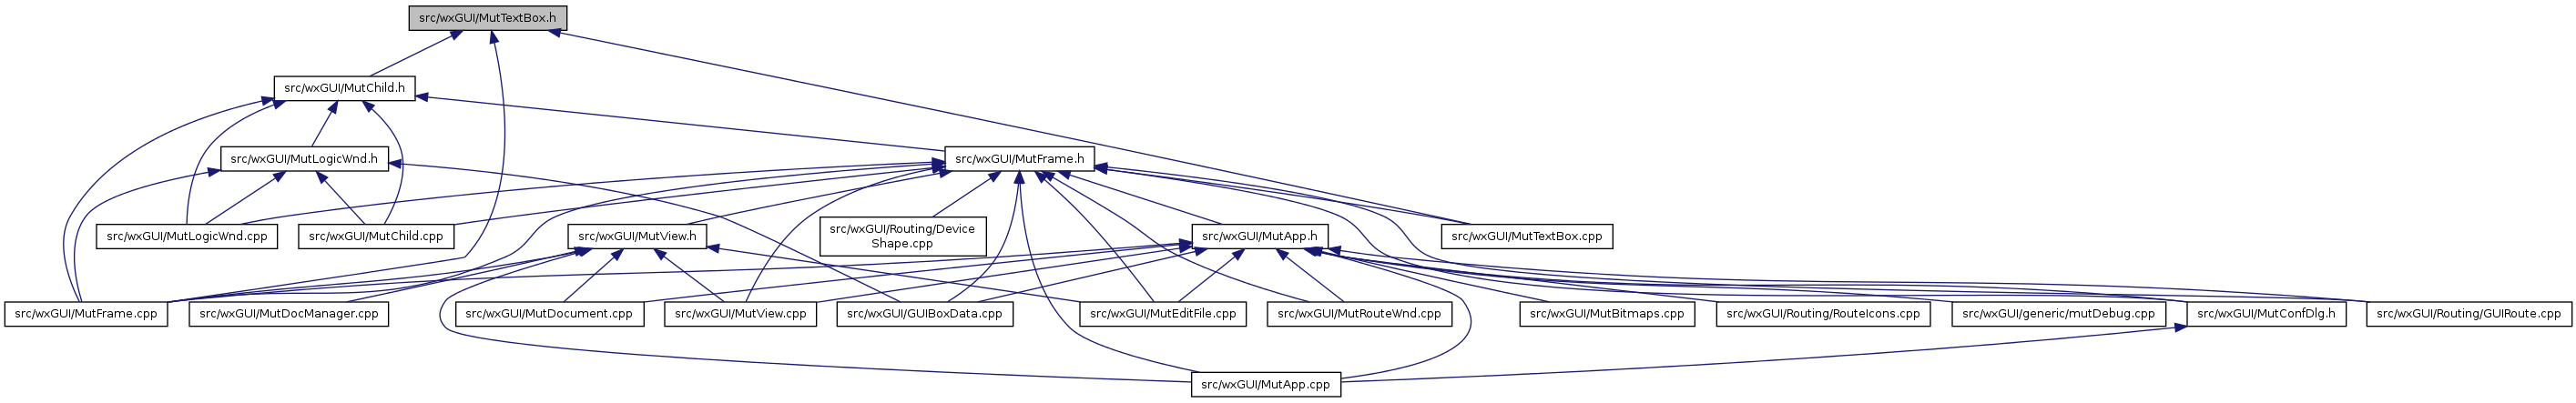 src/wxGUI/MutTextBox.h
src/wxGUI/MutChild.h
src/wxGUI/MutLogicWnd.h
src/wxGUI/MutFrame.h
src/wxGUI/MutLogicWnd.cpp
src/wxGUI/MutChild.cpp
src/wxGUI/MutView.h
src/wxGUI/Routing/Device
Shape.cpp
src/wxGUI/MutApp.h
src/wxGUI/MutTextBox.cpp
src/wxGUI/MutFrame.cpp
src/wxGUI/MutDocManager.cpp
src/wxGUI/MutDocument.cpp
src/wxGUI/MutView.cpp
src/wxGUI/GUIBoxData.cpp
src/wxGUI/MutEditFile.cpp
src/wxGUI/MutRouteWnd.cpp
src/wxGUI/MutBitmaps.cpp
src/wxGUI/Routing/RouteIcons.cpp
src/wxGUI/generic/mutDebug.cpp
src/wxGUI/MutConfDlg.h
src/wxGUI/Routing/GUIRoute.cpp
src/wxGUI/MutApp.cpp